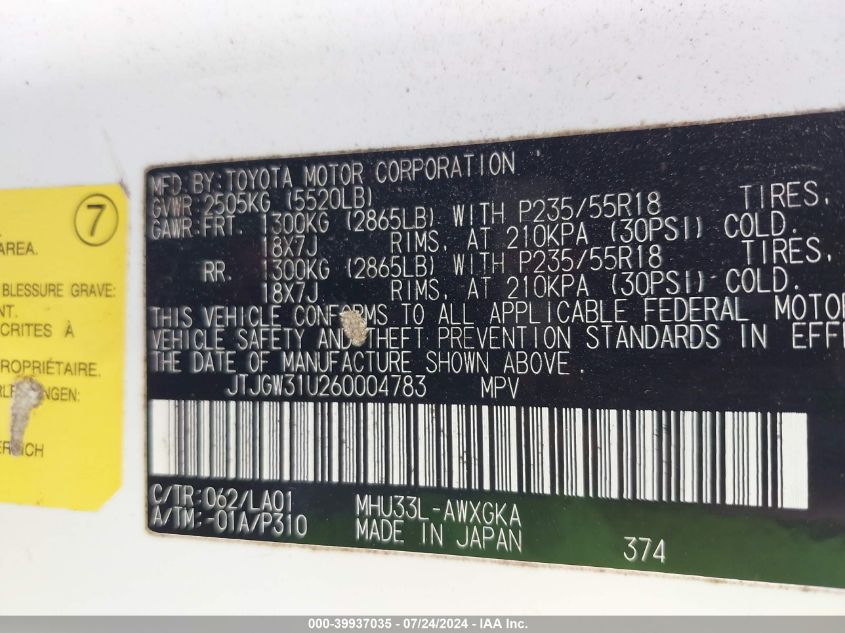 7
AREA.
BLESSURE GRAVE:
NT.
CRITES À
ROPRIÉTAIRE.
MFD. BY: TOYOTA MOTOR CORPORATION
GVWR: 2505KG (5520LB)
GAWR: FRT. 1300KG (2865LB) WITH P235/55R18 TIRES,
18X7J RIMS, AT 210KPA (30PSI) COLD.
RR. 1300KG (2865LB) WITH P235/55R18 TIRES,
18X7J RIMS, AT 210KPA (30PSI) COLD.
THIS VEHICLE CONFORMS TO ALL APPLICABLE FEDERAL MOTOR
VEHICLE SAFETY AND THEFT PREVENTION STANDARDS IN EFFE
THE DATE OF MANUFACTURE SHOWN ABOVE.
JTJGW31U260004783 MPV
C/TR: 062/LA01 MHU33L-AWXGKA
A/TM: -01A/P310 MADE IN JAPAN 374
000-39937035 - 07/24/2024 - IAA Inc.